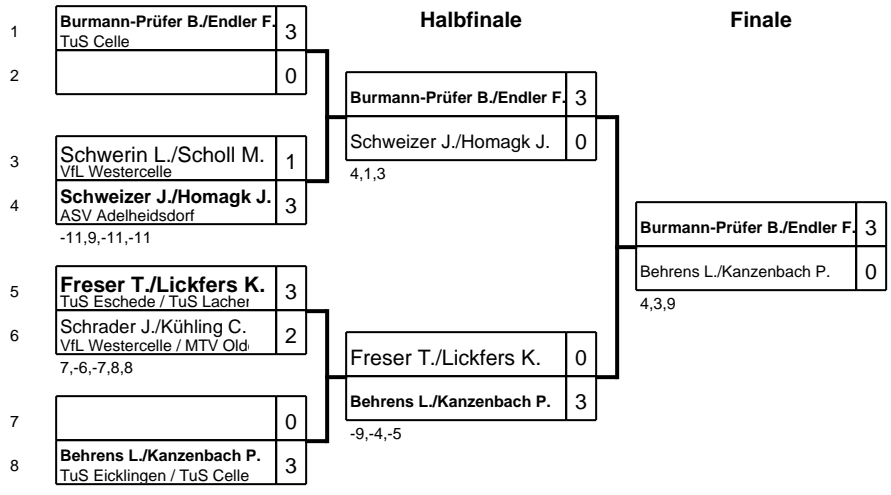 Halbfinale
Finale
1
Burmann-Prüfer B./Endler F. 3
TuS Celle
2
0
3
Schwerin L./Scholl M. 1
VfL Westercelle
4
Schweizer J./Homagk J. 3
ASV Adelheidsdorf
-11,9,-11,-11
5
Freser T./Lickfers K. 3
TuS Eschede / TuS Lacher
6
Schrader J./Kühling C. 2
VfL Westercelle / MTV Old
7,-6,-7,8,8
7
0
8
Behrens L./Kanzenbach P. 3
TuS Eicklingen / TuS Celle
Burmann-Prüfer B./Endler F. 3
Schweizer J./Homagk J. 0
4,1,3
Freser T./Lickfers K. 0
Behrens L./Kanzenbach P. 3
-9,-4,-5
Burmann-Prüfer B./Endler F. 3
Behrens L./Kanzenbach P. 0
4,3,9